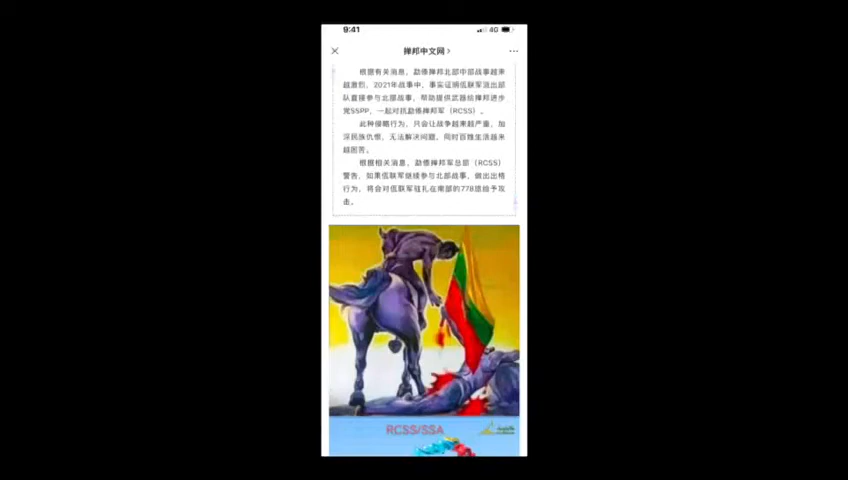 9:41
4G
掸邦中文网
根据有关消息，勐傣掸邦北部中部战事越来
越激烈，2021年战事中，事实证明佤联军派出部
队直接参与北部战事，帮助提供武器给掸邦进步
党SSPP，一起对抗勐傣掸邦军（RCSS）。
此种侵略行为，只会让战争越来越严重，加
深民族仇恨，无法解决问题，同时百姓生活越来
越困苦。
根据相关消息，勐傣掸邦军总部（RCSS）
警告，如果佤联军继续参与北部战事，做出出格
行为，将会对佤联军驻扎在南部的778旅给予攻
击。
RCSS/SSA